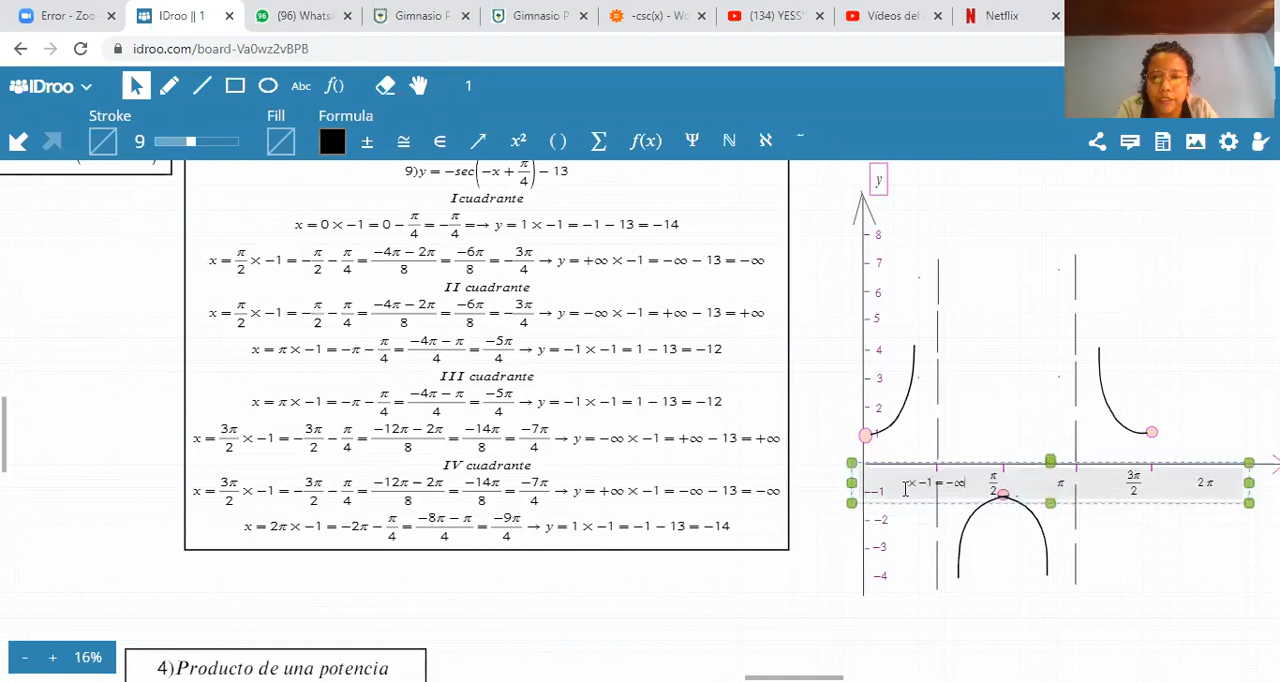 Error - Zoo
IDroo || 1
(96) WhatsA
Gimnasio F
Gimnasio P
-csc(x) - Wo
(134) YESS'
Vídeos del
Netflix
idroo.com/board-Va0wz2vBPB
IDroo
Abc
f()
1
Stroke
9
Fill
Formula
± ≅ ∈ x² ( ) ∑ f(x) Ψ ℕ ℵ ~
9)y = −sec(−x + π/4) − 13
I cuadrante
x = 0 × −1 = 0 − π/4 = −π/4 =→ y = 1 × −1 = −1 − 13 = −14
x = π/2 × −1 = −π/2 − π/4 = −4π − 2π/8 = −6π/8 = −3π/4 → y = +∞ × −1 = −∞ − 13 = −∞
II cuadrante
x = π/2 × −1 = −π/2 − π/4 = −4π − 2π/8 = −6π/8 = −3π/4 → y = −∞ × −1 = +∞ − 13 = +∞
x = π × −1 = −π − π/4 = −4π − π/4 = −5π/4 → y = −1 × −1 = 1 − 13 = −12
III cuadrante
x = π × −1 = −π − π/4 = −4π − π/4 = −5π/4 → y = −1 × −1 = 1 − 13 = −12
x = 3π/2 × −1 = −3π/2 − π/4 = −12π − 2π/8 = −14π/8 = −7π/4 → y = −∞ × −1 = +∞ − 13 = +∞
IV cuadrante
x = 3π/2 × −1 = −3π/2 − π/4 = −12π − 2π/8 = −14π/8 = −7π/4 → y = +∞ × −1 = −∞ − 13 = −∞
x = 2π × −1 = −2π − π/4 = −8π − π/4 = −9π/4 → y = 1 × −1 = −1 − 13 = −14
y
8
7
6
5
4
3
2
1
× −1 = −∞ π/2 π 3π/2 2 π
−1
−2
−3
−4
- + 16%
4)Producto de una potencia